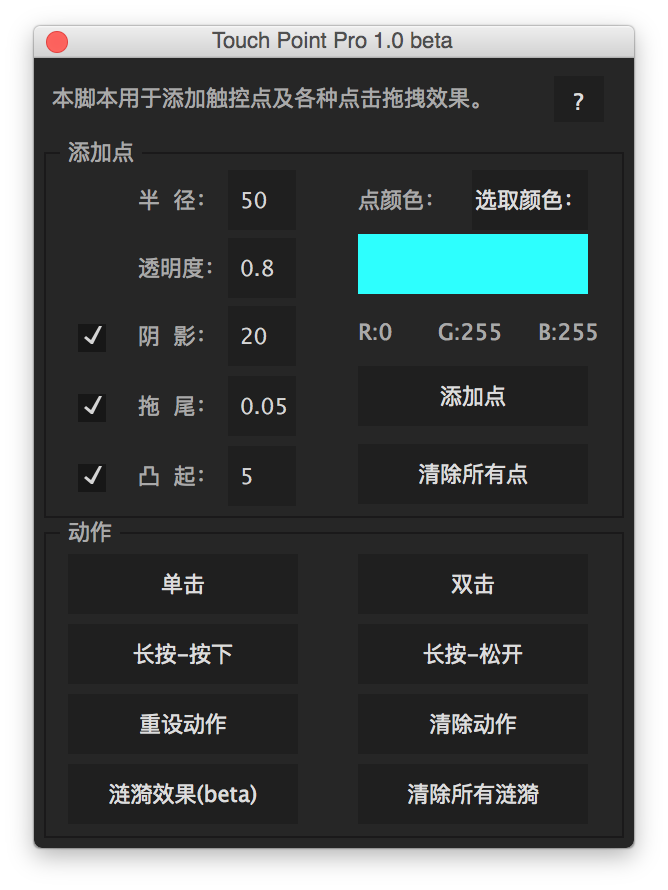 Touch Point Pro 1.0 beta
本脚本用于添加触控点及各种点击拖拽效果。 ?
添加点
半 径: 50 点颜色: 选取颜色:
透明度: 0.8
阴 影: 20 R:0 G:255 B:255
拖 尾: 0.05 添加点
凸 起: 5 清除所有点
动作
单击 双击
长按-按下 长按-松开
重设动作 清除动作
涟漪效果(beta) 清除所有涟漪